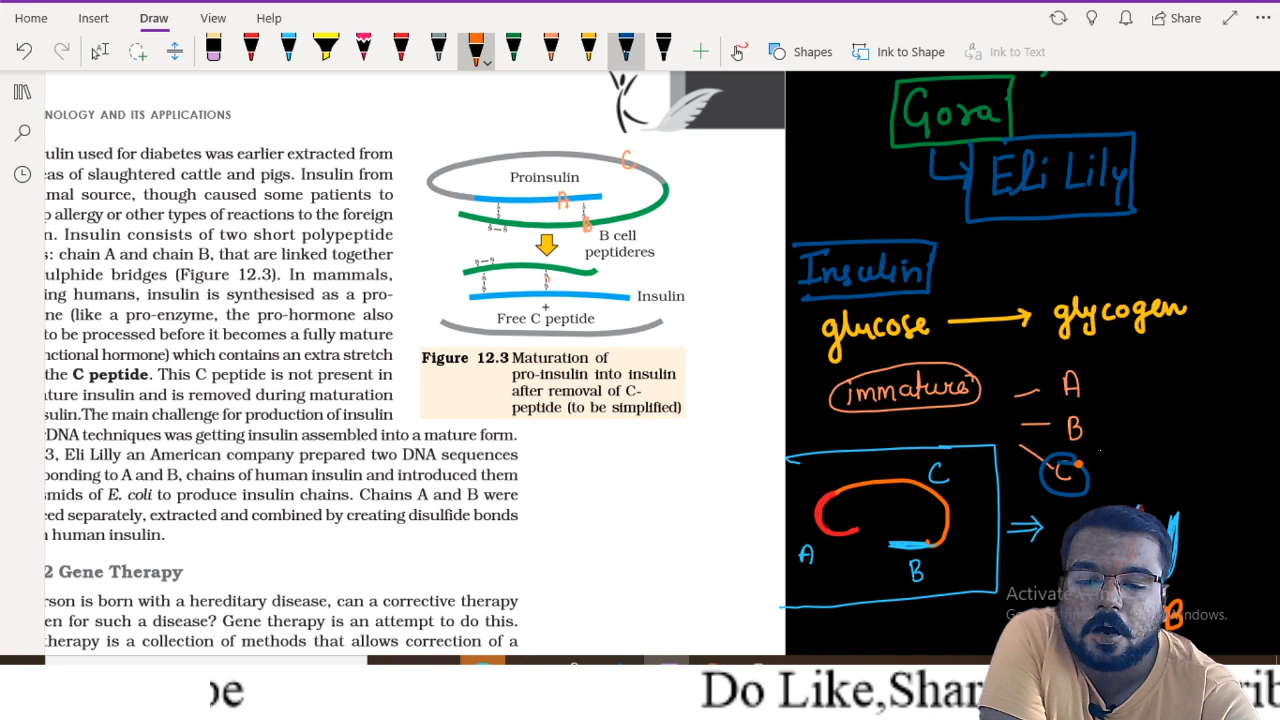 Home Insert Draw View Help Share
Shapes Ink to Shape Ink to Text
NOLOGY AND ITS APPLICATIONS
ulin used for diabetes was earlier extracted from
eas of slaughtered cattle and pigs. Insulin from
mal source, though caused some patients to
p allergy or other types of reactions to the foreign
n. Insulin consists of two short polypeptide
s: chain A and chain B, that are linked together
ulphide bridges (Figure 12.3). In mammals,
ing humans, insulin is synthesised as a pro-
ne (like a pro-enzyme, the pro-hormone also
to be processed before it becomes a fully mature
nctional hormone) which contains an extra stretch
the C peptide. This C peptide is not present in
ture insulin and is removed during maturation
sulin.The main challenge for production of insulin
rDNA techniques was getting insulin assembled into a mature form.
3, Eli Lilly an American company prepared two DNA sequences
ponding to A and B, chains of human insulin and introduced them
smids of E. coli to produce insulin chains. Chains A and B were
ced separately, extracted and combined by creating disulfide bonds
n human insulin.
2 Gene Therapy
rson is born with a hereditary disease, can a corrective therapy
en for such a disease? Gene therapy is an attempt to do this.
therapy is a collection of methods that allows correction of a
C
Proinsulin
A
B
s-s
B cell
peptideres
s-s
Insulin
+
Free C peptide
Figure 12.3 Maturation of
pro-insulin into insulin
after removal of C-
peptide (to be simplified)
Gora
Eli Lily
Insulin
glucose → glycogen
immature
A
B
C
C
A
B
B
Activate
Do Like,Shar